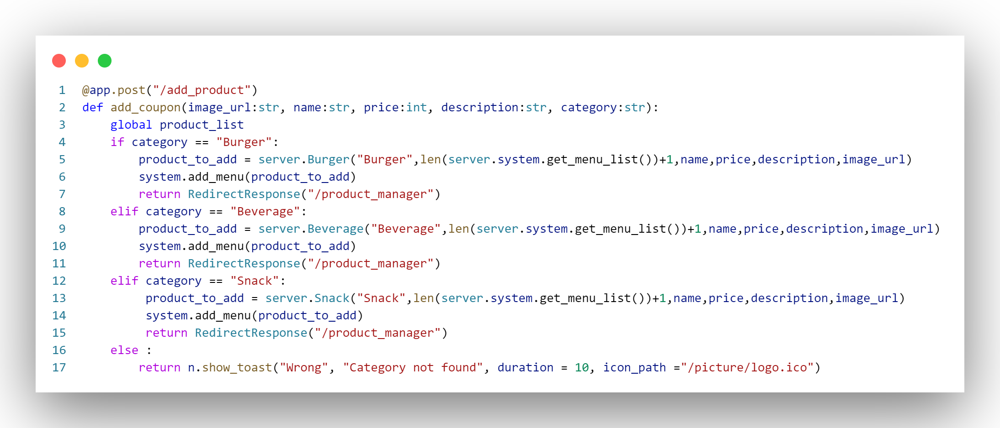 1 @app.post("/add_product")
2 def add_coupon(image_url:str, name:str, price:int, description:str, category:str):
3     global product_list
4     if category == "Burger":
5         product_to_add = server.Burger("Burger",len(server.system.get_menu_list())+1,name,price,description,image_url)
6         system.add_menu(product_to_add)
7         return RedirectResponse("/product_manager")
8     elif category == "Beverage":
9         product_to_add = server.Beverage("Beverage",len(server.system.get_menu_list())+1,name,price,description,image_url)
10         system.add_menu(product_to_add)
11         return RedirectResponse("/product_manager")
12     elif category == "Snack":
13          product_to_add = server.Snack("Snack",len(server.system.get_menu_list())+1,name,price,description,image_url)
14          system.add_menu(product_to_add)
15          return RedirectResponse("/product_manager")
16     else :
17         return n.show_toast("Wrong", "Category not found", duration = 10, icon_path ="/picture/logo.ico")